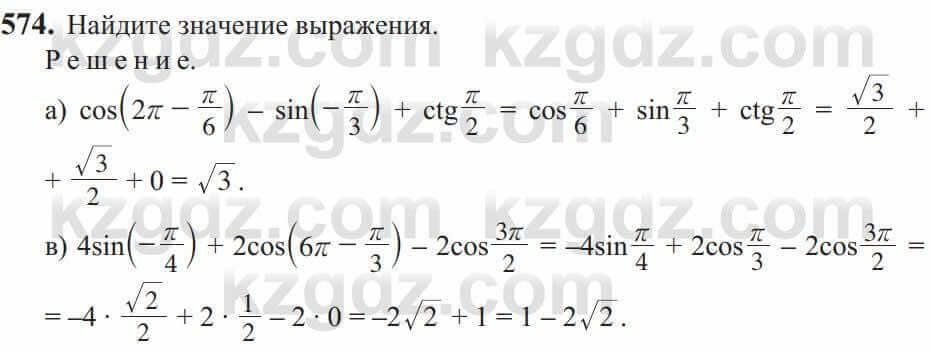 574. Найдите значение выражения.
Р е ш е н и е.
а) cos(2π − π/6) − sin(−π/3) + ctg π/2 = cos π/6 + sin π/3 + ctg π/2 = √3/2 +
+ √3/2 + 0 = √3.
в) 4sin(−π/4) + 2cos(6π − π/3) − 2cos 3π/2 = −4sin π/4 + 2cos π/3 − 2cos 3π/2 =
= −4 · √2/2 + 2 · 1/2 − 2 · 0 = −2√2 + 1 = 1 − 2√2.
kzgdz.com kzgdz.com
kzgdz.com kzgdz.com
kzgdz.com kzgdz.com
kzgdz.com